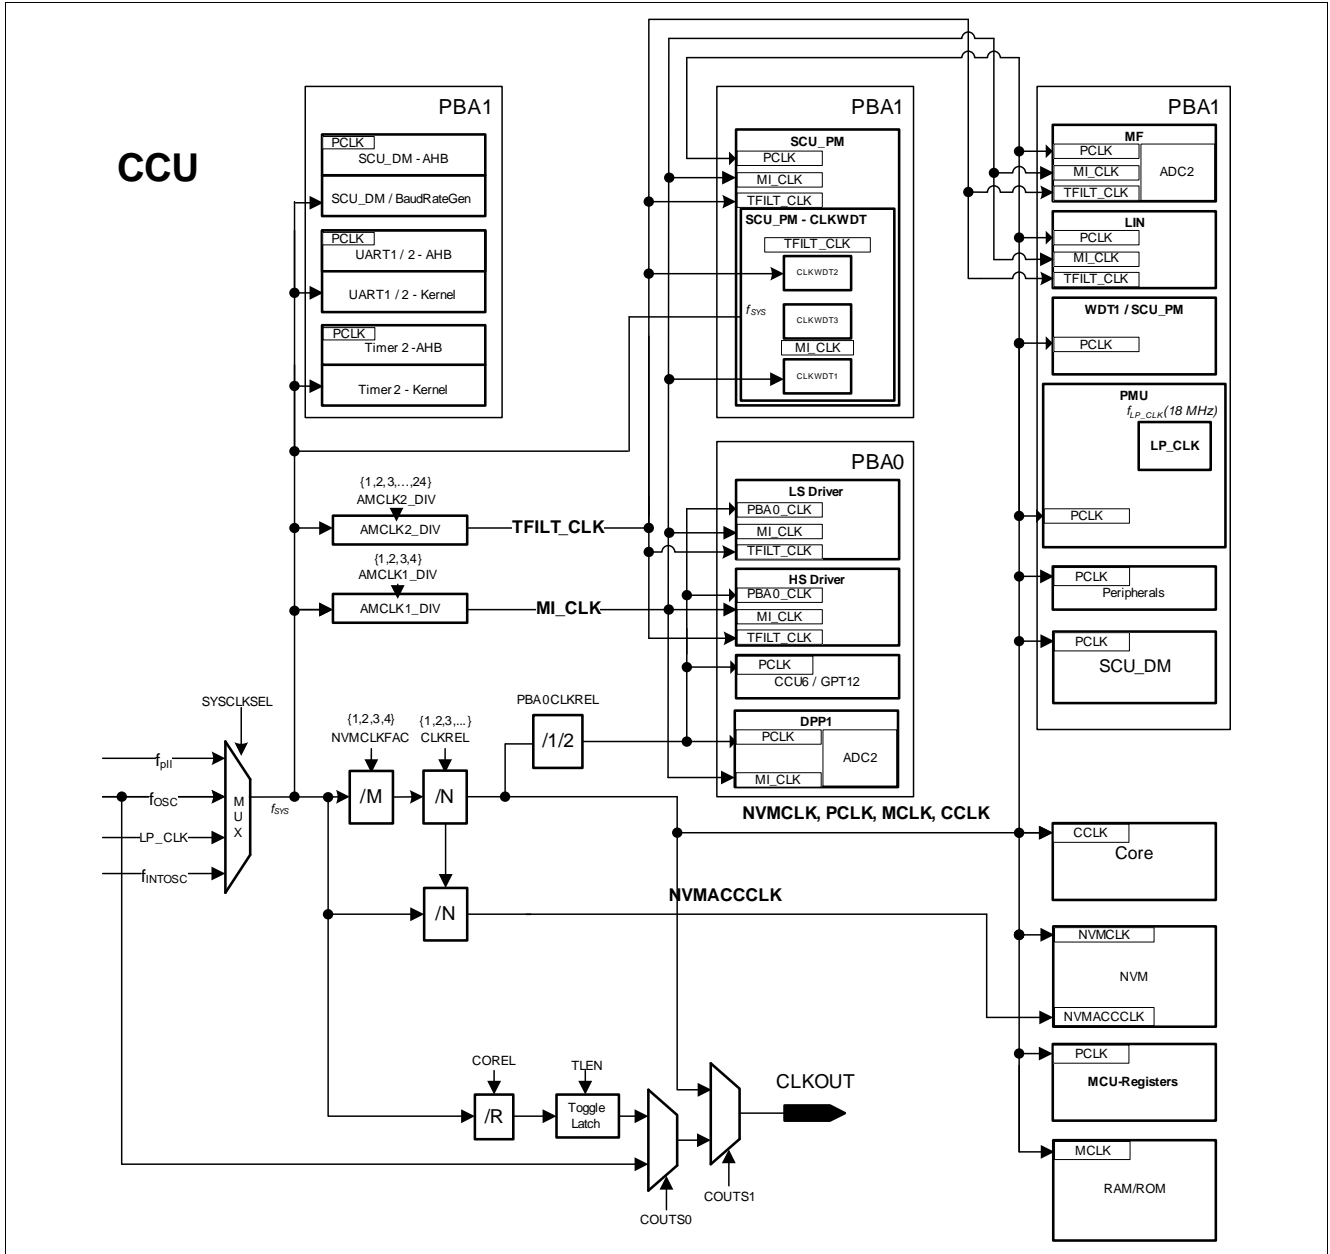 CCU
PBA1
PCLK
SCU_DM - AHB
SCU_DM / BaudRateGen
PCLK
UART1 / 2 - AHB
UART1 / 2 - Kernel
PCLK
Timer 2 -AHB
Timer 2 - Kernel
PBA1
SCU_PM
PCLK
MI_CLK
TFILT_CLK
SCU_PM - CLKWDT
TFILT_CLK
CLKWDT2
fSYS
CLKWDT3
MI_CLK
CLKWDT1
PBA1
MF
PCLK
MI_CLK
TFILT_CLK
ADC2
LIN
PCLK
MI_CLK
TFILT_CLK
WDT1 / SCU_PM
PCLK
PMU
fLP_CLK(18 MHz)
LP_CLK
PCLK
PCLK
Peripherals
PCLK
SCU_DM
PBA0
LS Driver
PBA0_CLK
MI_CLK
TFILT_CLK
HS Driver
PBA0_CLK
MI_CLK
TFILT_CLK
PCLK
CCU6 / GPT12
DPP1
PCLK
ADC2
MI_CLK
{1,2,3,...,24}
AMCLK2_DIV
AMCLK2_DIV
TFILT_CLK
{1,2,3,4}
AMCLK1_DIV
AMCLK1_DIV
MI_CLK
SYSCLKSEL
fpll
fOSC
LP_CLK
fINTOSC
M
U
X
fSYS
{1,2,3,4}
NVMCLKFAC
/M
{1,2,3,...}
CLKREL
/N
PBA0CLKREL
/1/2
/N
NVMCLK, PCLK, MCLK, CCLK
NVMACCCLK
CCLK
Core
NVMCLK
NVM
NVMACCCLK
PCLK
MCU-Registers
MCLK
RAM/ROM
COREL
/R
TLEN
Toggle
Latch
COUTS0
COUTS1
CLKOUT